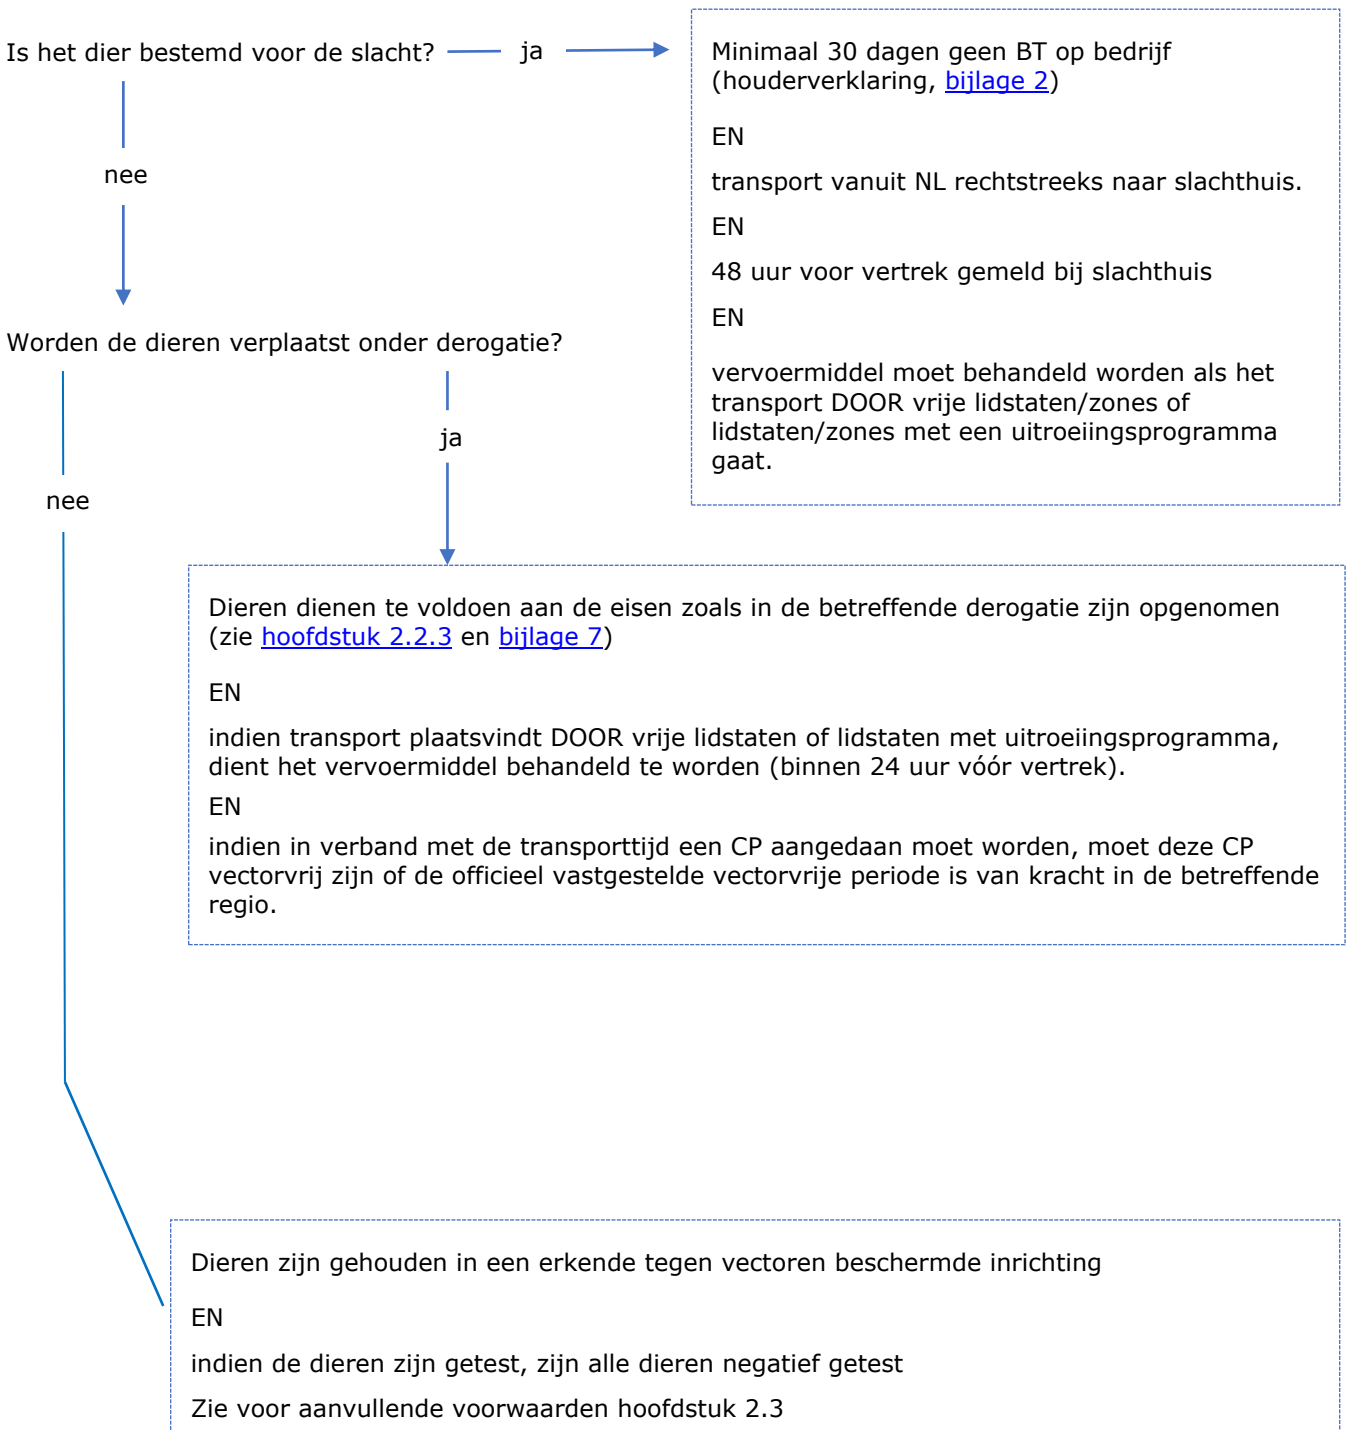 Is het dier bestemd voor de slacht?
ja
Minimaal 30 dagen geen BT op bedrijf
(houderverklaring, bijlage 2)
EN
transport vanuit NL rechtstreeks naar slachthuis.
EN
48 uur voor vertrek gemeld bij slachthuis
EN
vervoermiddel moet behandeld worden als het
transport DOOR vrije lidstaten/zones of
lidstaten/zones met een uitroeiingsprogramma
gaat.
nee
Worden de dieren verplaatst onder derogatie?
ja
nee
Dieren dienen te voldoen aan de eisen zoals in de betreffende derogatie zijn opgenomen
(zie hoofdstuk 2.2.3 en bijlage 7)
EN
indien transport plaatsvindt DOOR vrije lidstaten of lidstaten met uitroeiingsprogramma,
dient het vervoermiddel behandeld te worden (binnen 24 uur vóór vertrek).
EN
indien in verband met de transporttijd een CP aangedaan moet worden, moet deze CP
vectorvrij zijn of de officieel vastgestelde vectorvrije periode is van kracht in de betreffende
regio.
Dieren zijn gehouden in een erkende tegen vectoren beschermde inrichting
EN
indien de dieren zijn getest, zijn alle dieren negatief getest
Zie voor aanvullende voorwaarden hoofdstuk 2.3